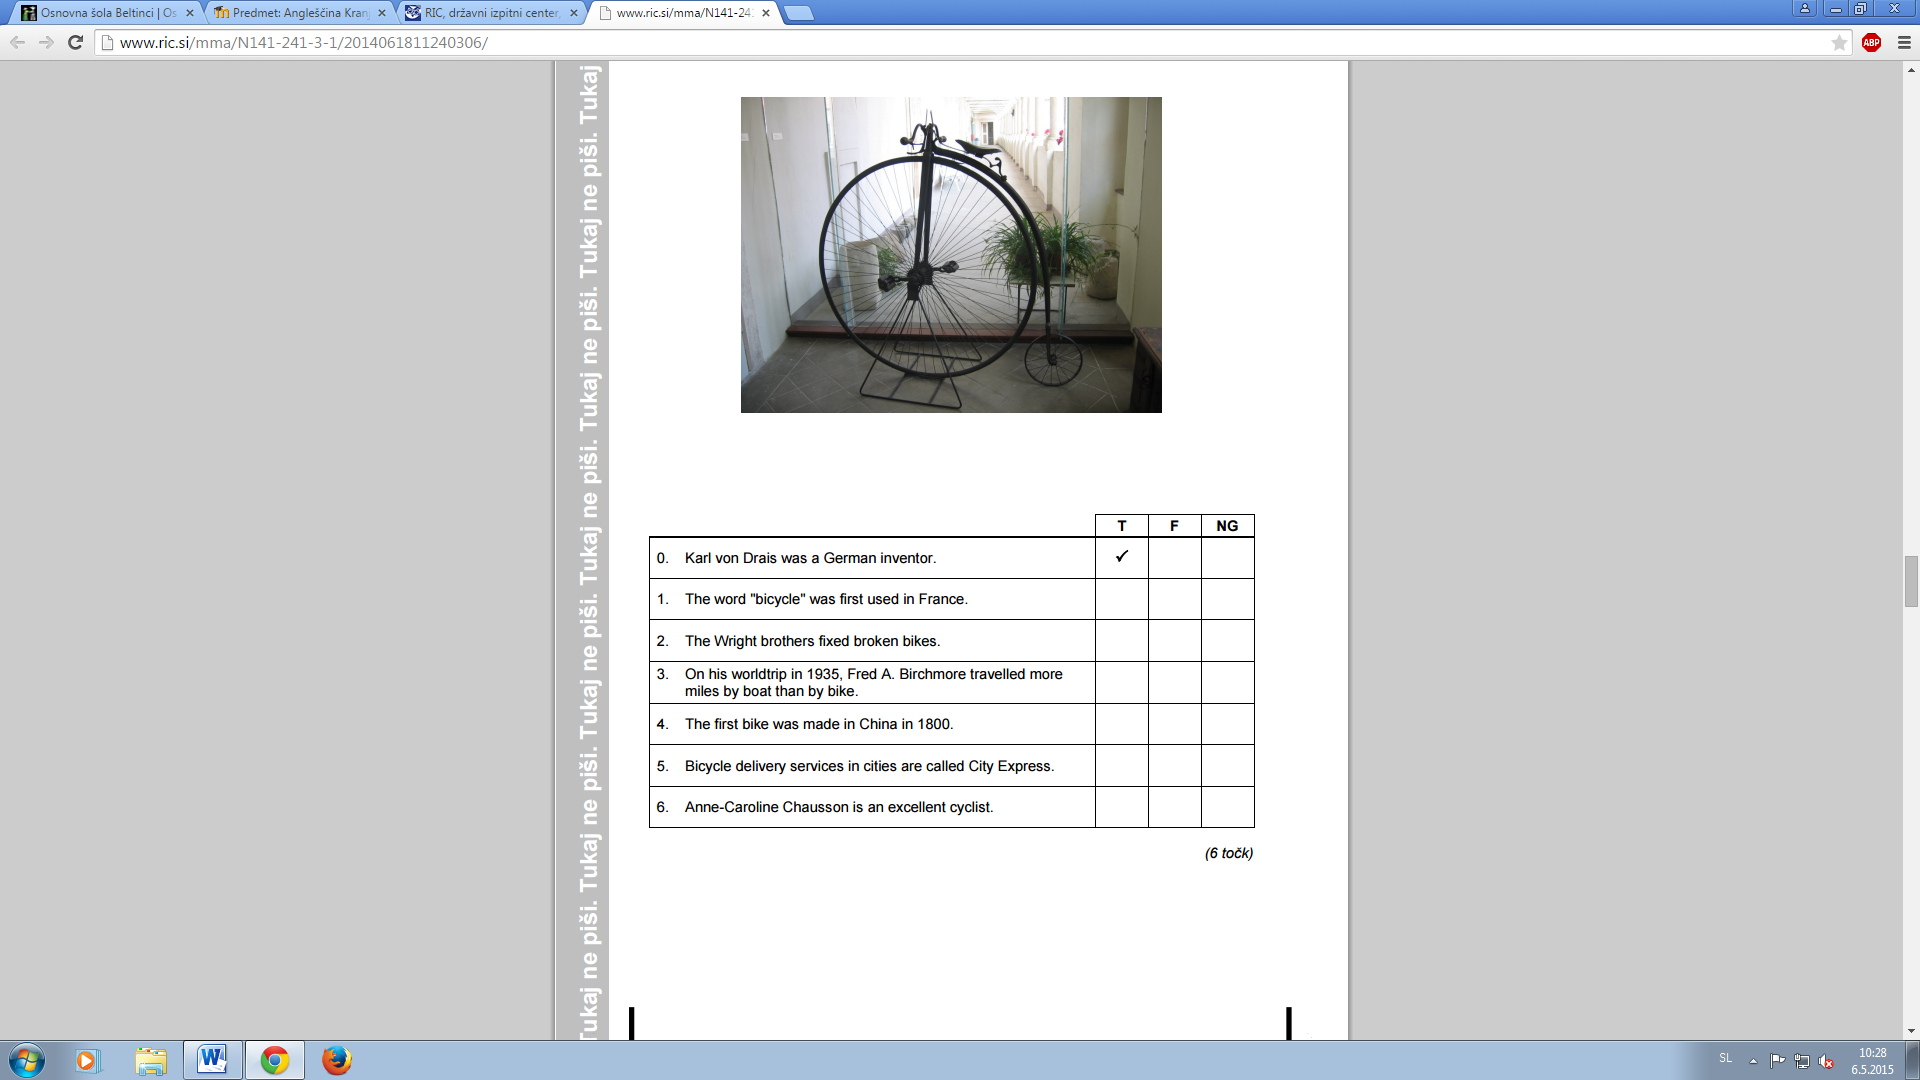 Osnovna šola Beltinci | Os
Predmet: Angleščina Kranj
RIC, državni izpitni center,
www.ric.si/mma/N141-241
www.ric.si/mma/N141-241-3-1/2014061811240306/
ABP
Tukaj ne piši. Tukaj ne piši. Tukaj ne piši. Tukaj ne piši. Tukaj ne piši. Tukaj ne piši. Tukaj
T F NG
0. Karl von Drais was a German inventor. ✓
1. The word "bicycle" was first used in France.
2. The Wright brothers fixed broken bikes.
3. On his worldtrip in 1935, Fred A. Birchmore travelled more
miles by boat than by bike.
4. The first bike was made in China in 1800.
5. Bicycle delivery services in cities are called City Express.
6. Anne-Caroline Chausson is an excellent cyclist.
(6 točk)
SL
10:28
6.5.2015